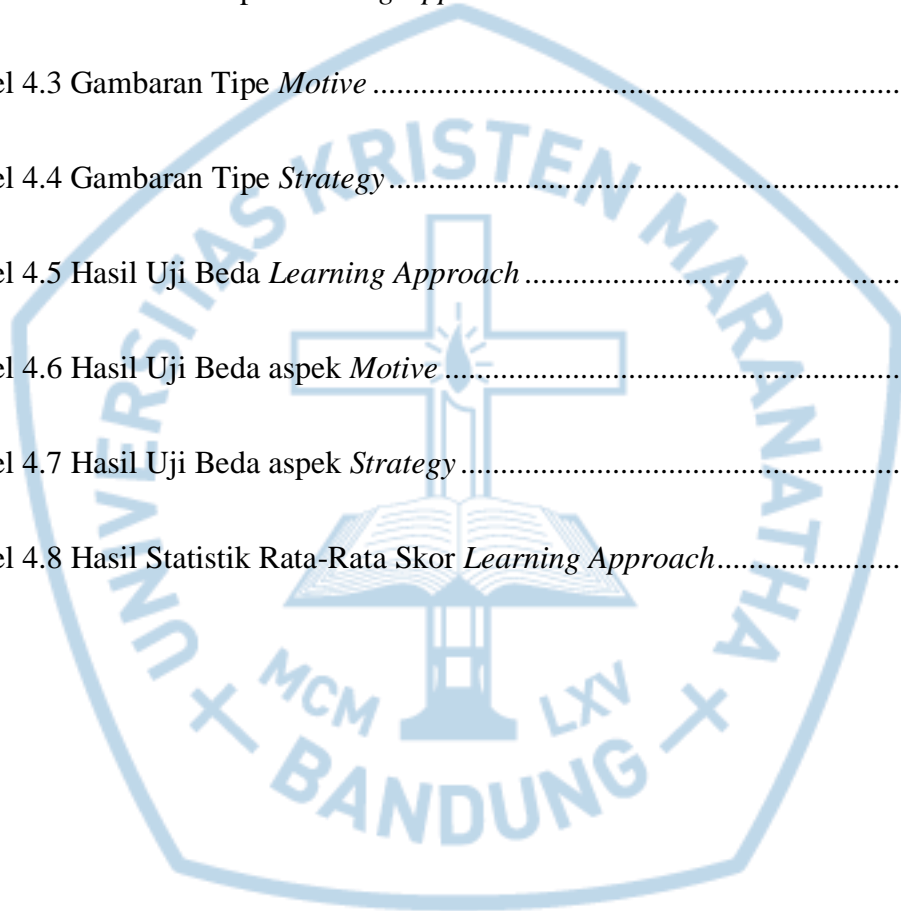 el 4.3 Gambaran Tipe Motive ........................................................................
el 4.4 Gambaran Tipe Strategy ......................................................................
el 4.5 Hasil Uji Beda Learning Approach ......................................................
el 4.6 Hasil Uji Beda aspek Motive ...............................................................
el 4.7 Hasil Uji Beda aspek Strategy .............................................................
el 4.8 Hasil Statistik Rata-Rata Skor Learning Approach.............................
UNIVERSITAS KRISTEN MARANATHA
MCM LXV
BANDUNG